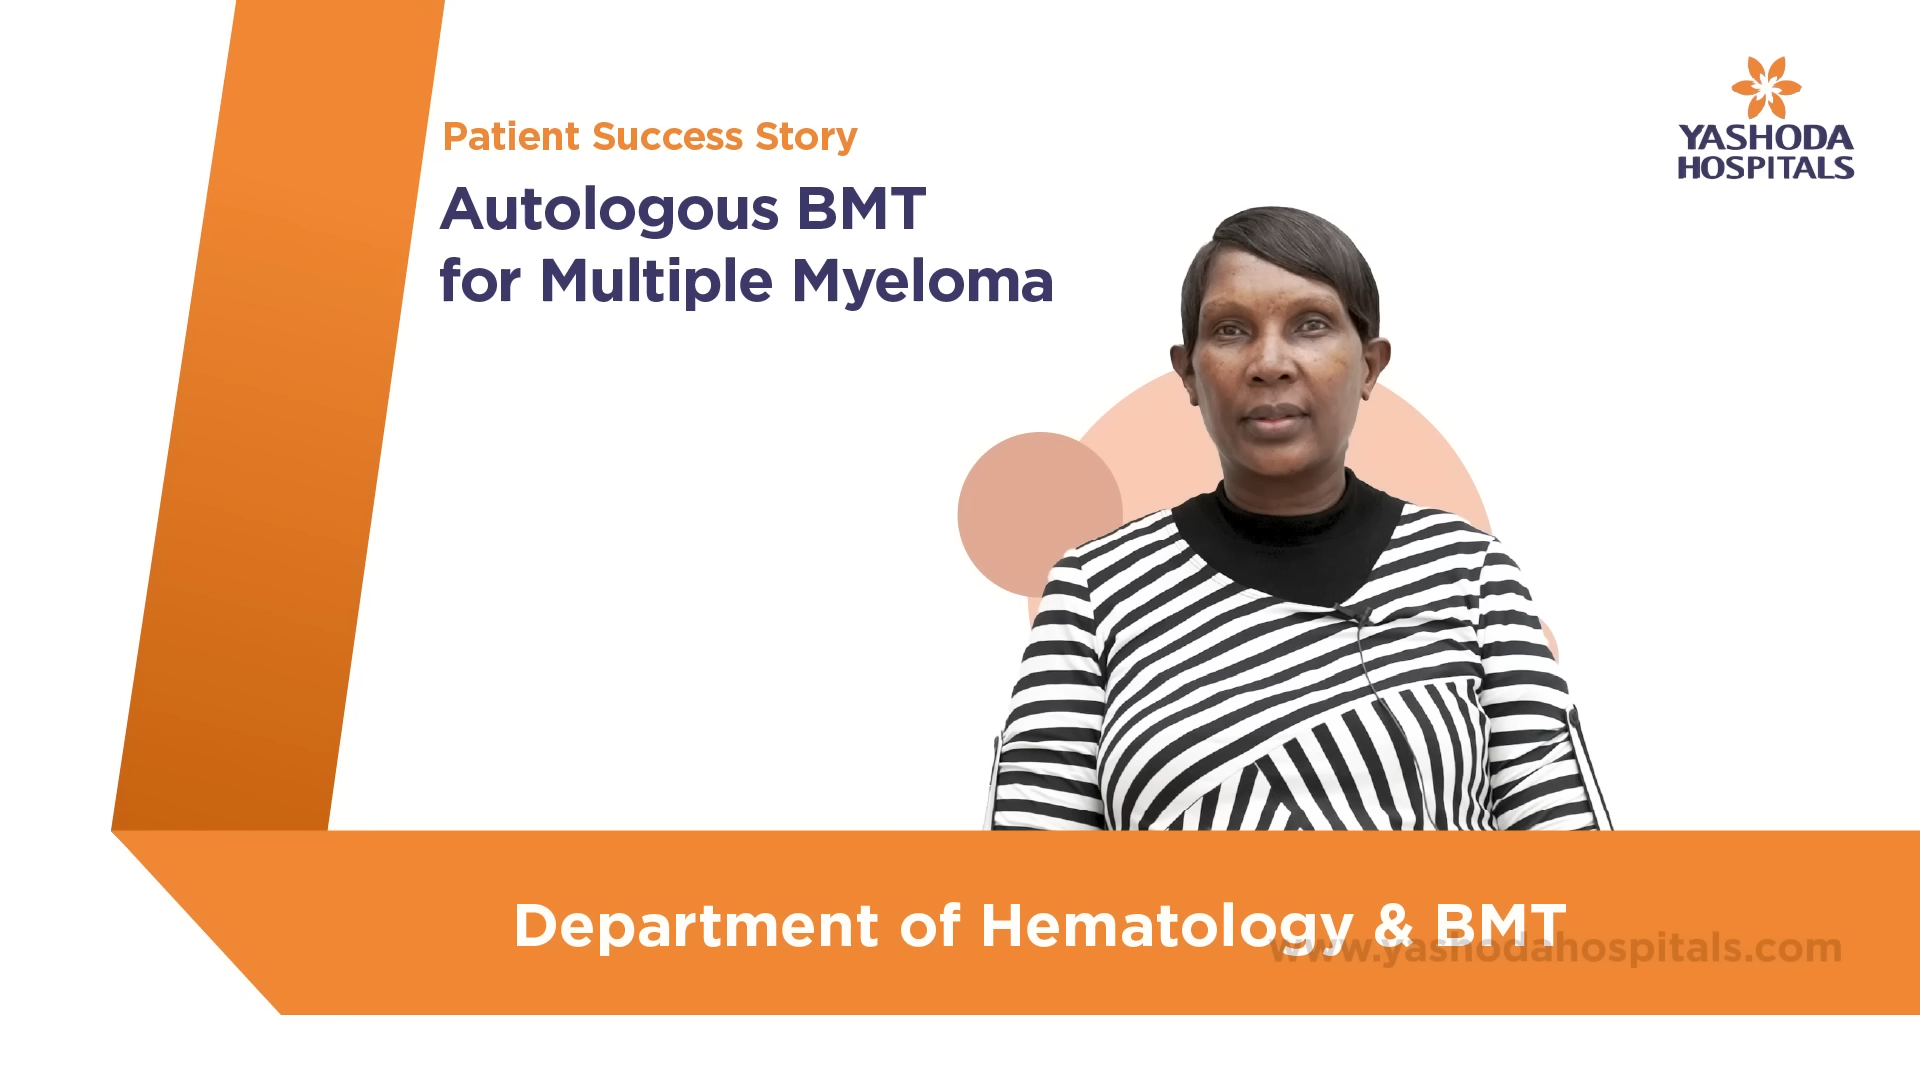 Patient Success Story
Autologous BMT
for Multiple Myeloma
YASHODA
HOSPITALS
Department of Hematology & BMT
www.yashodahospitals.com